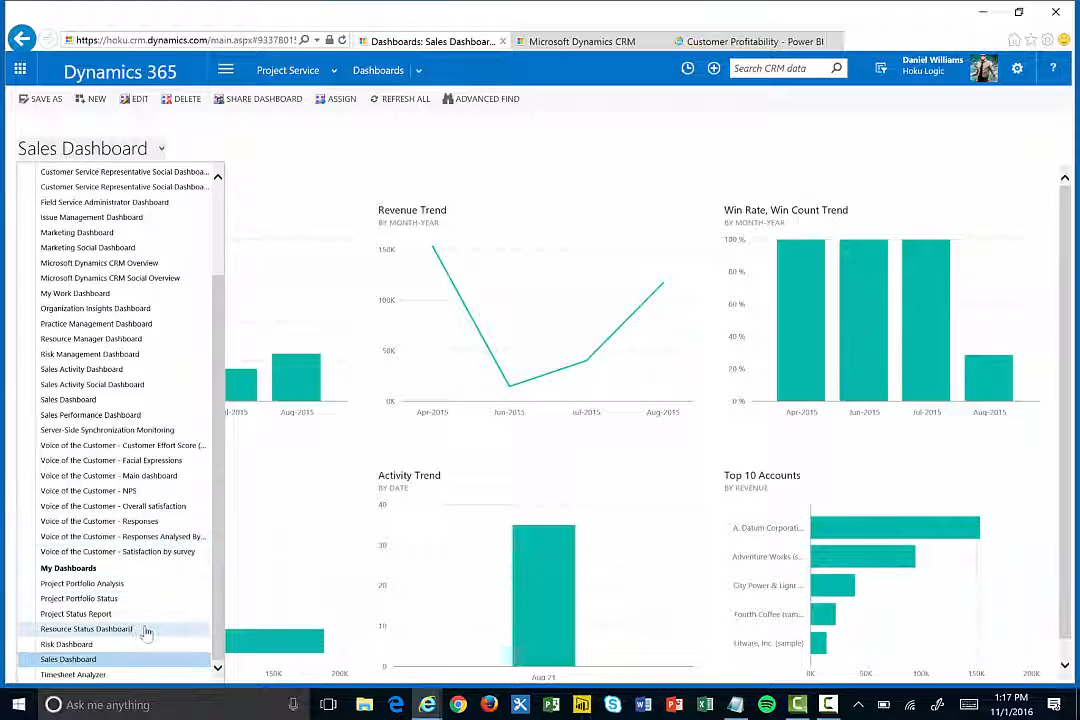 https://hoku.crm.dynamics.com/main.aspx#9337801
Dashboards: Sales Dashboar...
Microsoft Dynamics CRM
Customer Profitability - Power BI
Dynamics 365
Project Service
Dashboards
Search CRM data
Daniel Williams
Hoku Logic
?
SAVE AS
NEW
EDIT
DELETE
SHARE DASHBOARD
ASSIGN
REFRESH ALL
ADVANCED FIND
Sales Dashboard
Customer Service Representative Social Dashboa...
Customer Service Representative Social Dashboa...
Field Service Administrator Dashboard
Issue Management Dashboard
Marketing Dashboard
Marketing Social Dashboard
Microsoft Dynamics CRM Overview
Microsoft Dynamics CRM Social Overview
My Work Dashboard
Organization Insights Dashboard
Practice Management Dashboard
Resource Manager Dashboard
Risk Management Dashboard
Sales Activity Dashboard
Sales Activity Social Dashboard
Sales Dashboard
Sales Performance Dashboard
Server-Side Synchronization Monitoring
Voice of the Customer - Customer Effort Score (...
Voice of the Customer - Facial Expressions
Voice of the Customer - Main dashboard
Voice of the Customer - NPS
Voice of the Customer - Overall satisfaction
Voice of the Customer - Responses
Voice of the Customer - Responses Analysed By...
Voice of the Customer - Satisfaction by survey
My Dashboards
Project Portfolio Analysis
Project Portfolio Status
Project Status Report
Resource Status Dashboard
Risk Dashboard
Sales Dashboard
Timesheet Analyzer
Aug-2015
150K
200K
Revenue Trend
BY MONTH-YEAR
150K
100K
50K
0K
Apr-2015
Jun-2015
Jul-2015
Aug-2015
Win Rate, Win Count Trend
BY MONTH-YEAR
100 %
80 %
60 %
40 %
20 %
0 %
Apr-2015
Jun-2015
Jul-2015
Aug-2015
Activity Trend
BY DATE
40
30
20
10
0
Aug 21
Top 10 Accounts
BY REVENUE
A. Datum Corporati...
Adventure Works (s...
City Power & Light ...
Fourth Coffee (sam...
Litware, Inc. (sample)
0K
50K
100K
150K
200K
Ask me anything
1:17 PM
11/1/2016